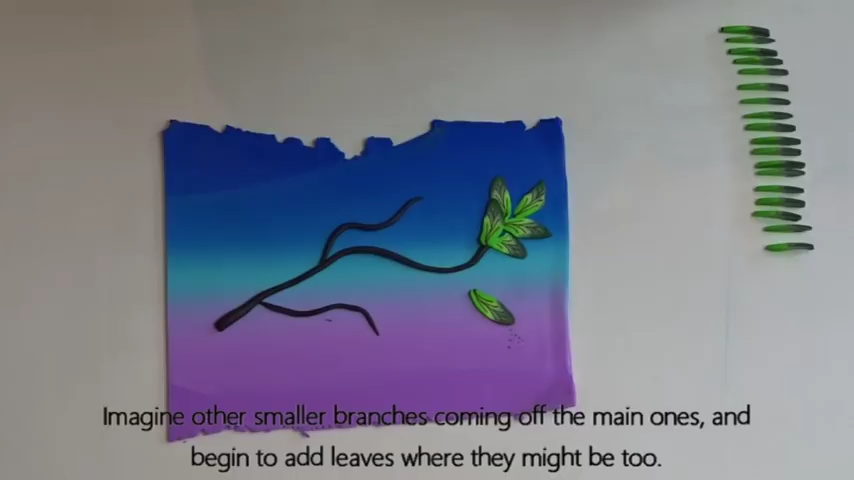 Imagine other smaller branches coming off the main ones, and
begin to add leaves where they might be too.